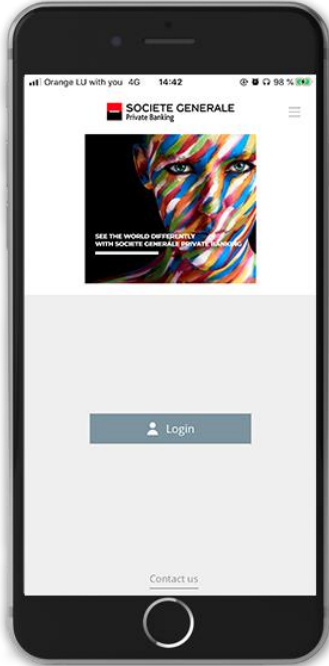 Orange LU with you 4G 14:42 98 %
SOCIETE GENERALE
Private Banking
SEE THE WORLD DIFFERENTLY
WITH SOCIETE GENERALE PRIVATE BANKING
Login
Contact us